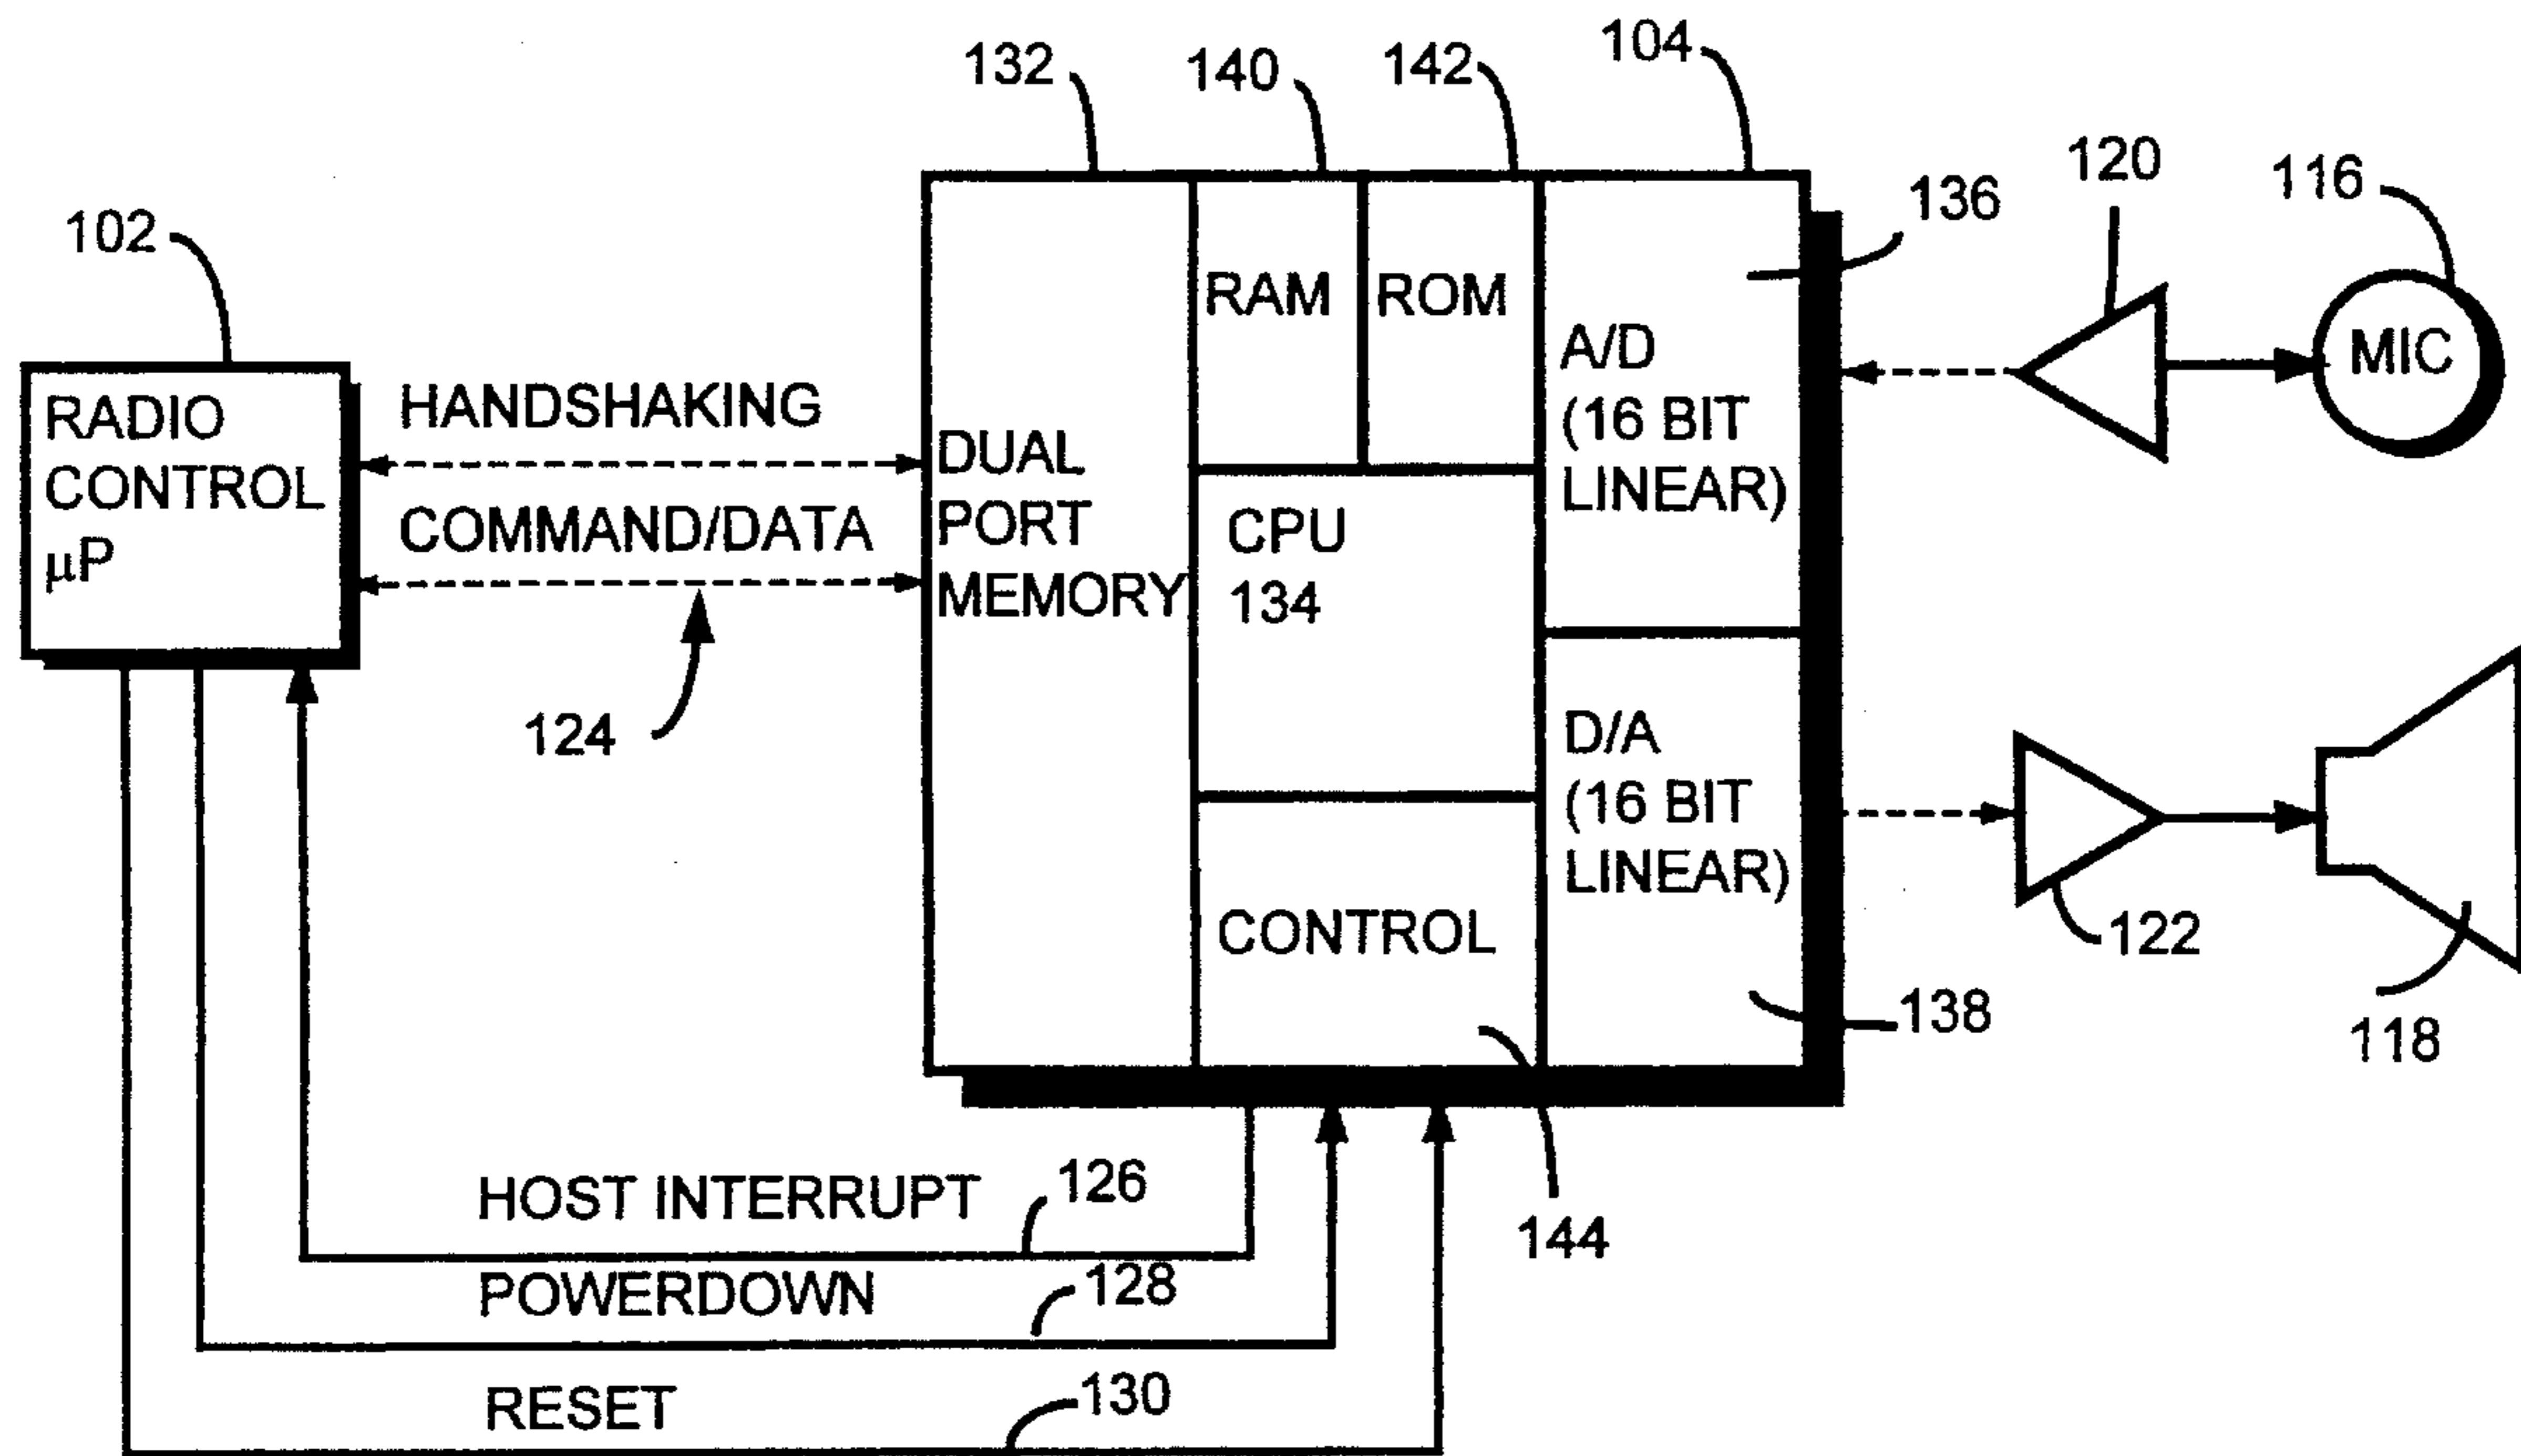 132
140
142
104
120
116
136
102
RAM
ROM
A/D
(16 BIT
LINEAR)
MIC
RADIO
CONTROL
µP
HANDSHAKING
COMMAND/DATA
DUAL
PORT
MEMORY
CPU
134
124
D/A
(16 BIT
LINEAR)
CONTROL
122
138
118
HOST INTERRUPT
126
144
POWERDOWN
128
RESET
130